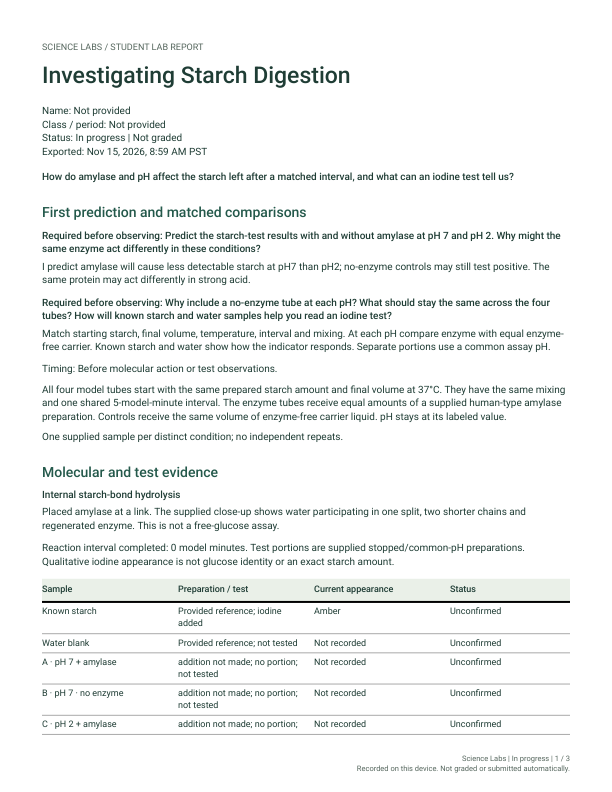 SCIENCE LABS / STUDENT LAB REPORT
Investigating Starch Digestion
Name: Not provided
Class / period: Not provided
Status: In progress | Not graded
Exported: Nov 15, 2026, 8:59 AM PST
How do amylase and pH affect the starch left after a matched interval, and what can an iodine test tell us?
First prediction and matched comparisons
Required before observing: Predict the starch-test results with and without amylase at pH 7 and pH 2. Why might the
same enzyme act differently in these conditions?
I predict amylase will cause less detectable starch at pH7 than pH2; no-enzyme controls may still test positive. The
same protein may act differently in strong acid.
Required before observing: Why include a no-enzyme tube at each pH? What should stay the same across the four
tubes? How will known starch and water samples help you read an iodine test?
Match starting starch, final volume, temperature, interval and mixing. At each pH compare enzyme with equal enzyme-
free carrier. Known starch and water show how the indicator responds. Separate portions use a common assay pH.
Timing: Before molecular action or test observations.
All four model tubes start with the same prepared starch amount and final volume at 37°C. They have the same mixing
and one shared 5-model-minute interval. The enzyme tubes receive equal amounts of a supplied human-type amylase
preparation. Controls receive the same volume of enzyme-free carrier liquid. pH stays at its labeled value.
One supplied sample per distinct condition; no independent repeats.
Molecular and test evidence
Internal starch-bond hydrolysis
Placed amylase at a link. The supplied close-up shows water participating in one split, two shorter chains and
regenerated enzyme. This is not a free-glucose assay.
Reaction interval completed: 0 model minutes. Test portions are supplied stopped/common-pH preparations.
Qualitative iodine appearance is not glucose identity or an exact starch amount.
Sample Preparation / test Current appearance Status
Known starch Provided reference; iodine Amber Unconfirmed
added
Water blank Provided reference; not tested Not recorded Unconfirmed
A · pH 7 + amylase addition not made; no portion; Not recorded Unconfirmed
not tested
B · pH 7 · no enzyme addition not made; no portion; Not recorded Unconfirmed
not tested
C · pH 2 + amylase addition not made; no portion; Not recorded Unconfirmed
Science Labs | In progress | 1 / 3
Recorded on this device. Not graded or submitted automatically.